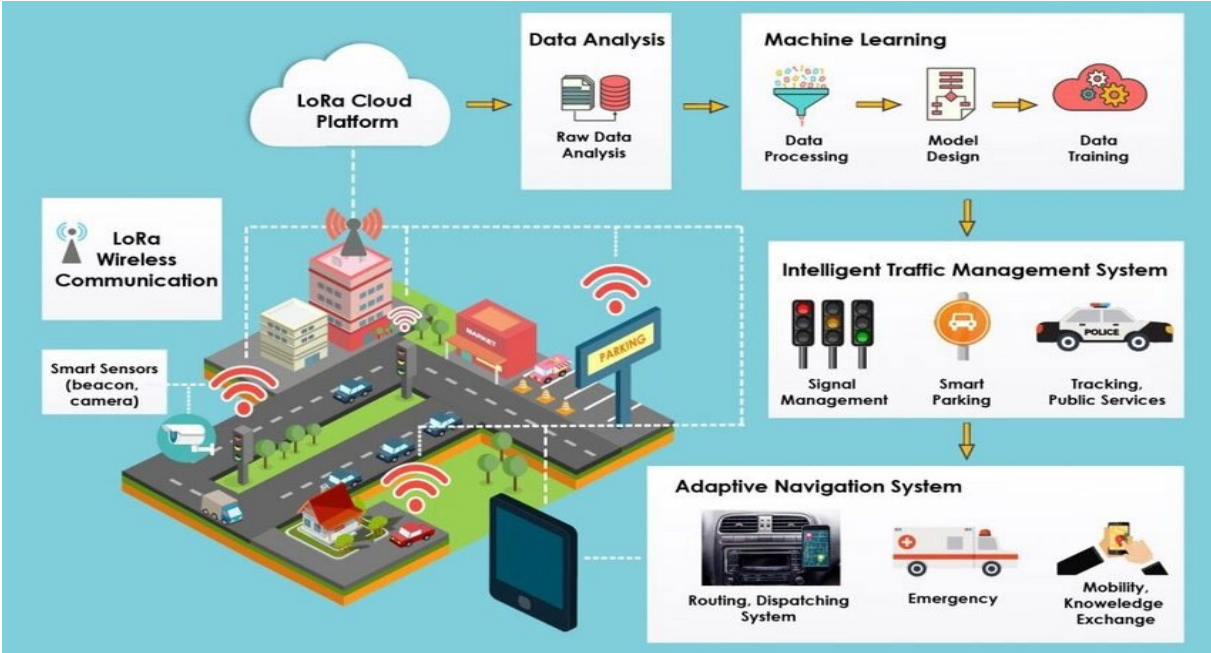 LoRa Cloud
Platform
Data Analysis
Raw Data
Analysis
Machine Learning
Data
Processing
Model
Design
Data
Training
LoRa
Wireless
Communication
Smart Sensors
(beacon,
camera)
MARKET
PARKING
Intelligent Traffic Management System
Signal
Management
Smart
Parking
POLICE
Tracking,
Public Services
Adaptive Navigation System
Routing, Dispatching
System
Emergency
Mobility,
Knoweledge
Exchange